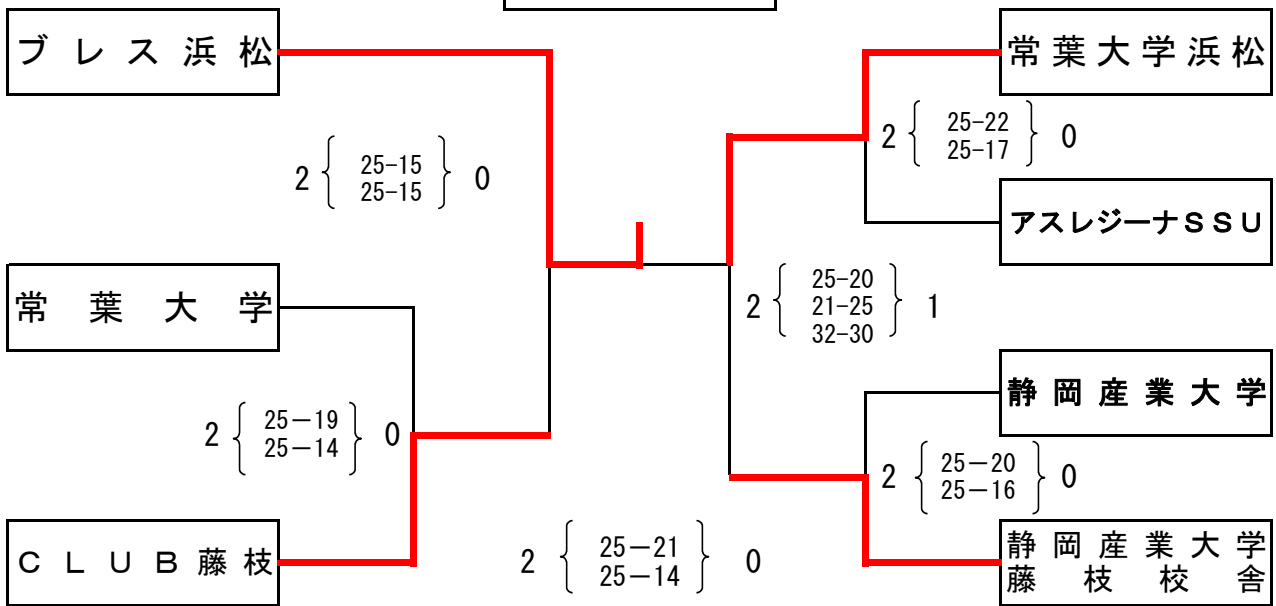 ブレス浜松
常葉大学浜松
2 { 25-15 25-15 } 0
2 { 25-22 25-17 } 0
アスレジーナSSU
常葉大学
2 { 25-20 21-25 32-30 } 1
静岡産業大学
2 { 25-19 25-14 } 0
2 { 25-20 25-16 } 0
CLUB藤枝
2 { 25-21 25-14 } 0
静岡産業大学
藤枝校舎